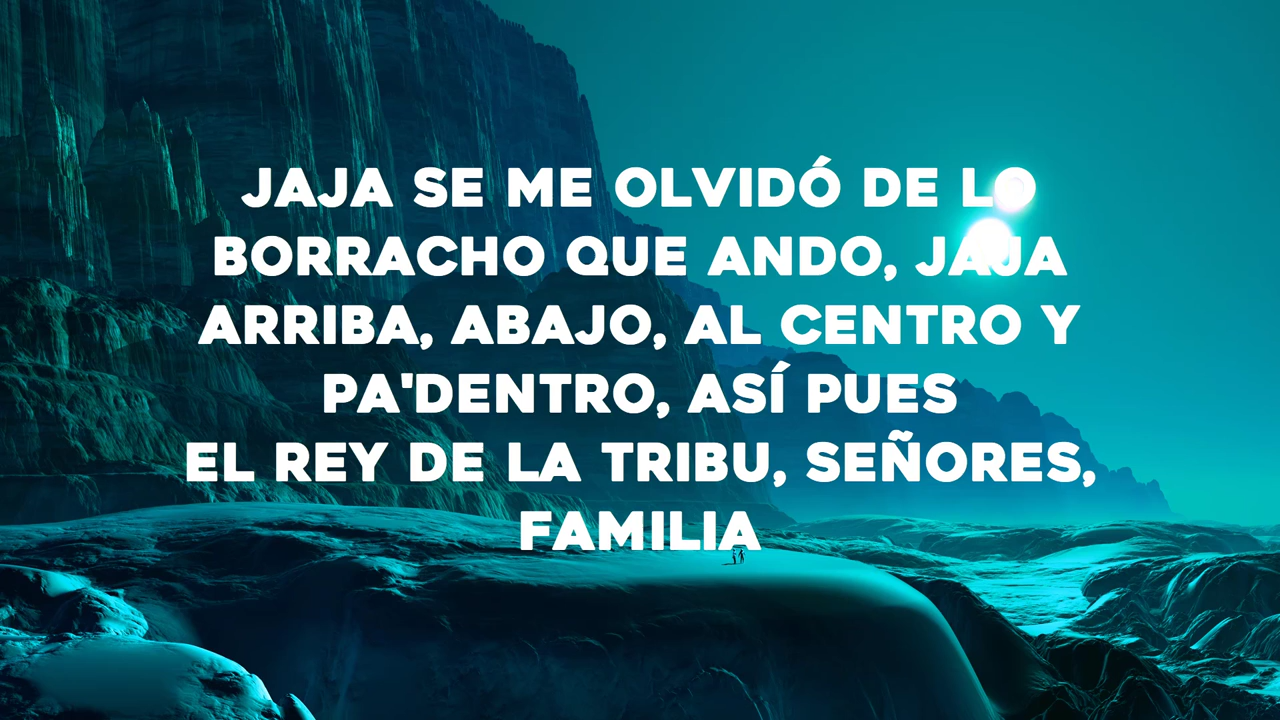 JAJA SE ME OLVIDÓ DE LO
BORRACHO QUE ANDO, JAJA
ARRIBA, ABAJO, AL CENTRO Y
PA'DENTRO, ASÍ PUES
EL REY DE LA TRIBU, SEÑORES,
FAMILIA